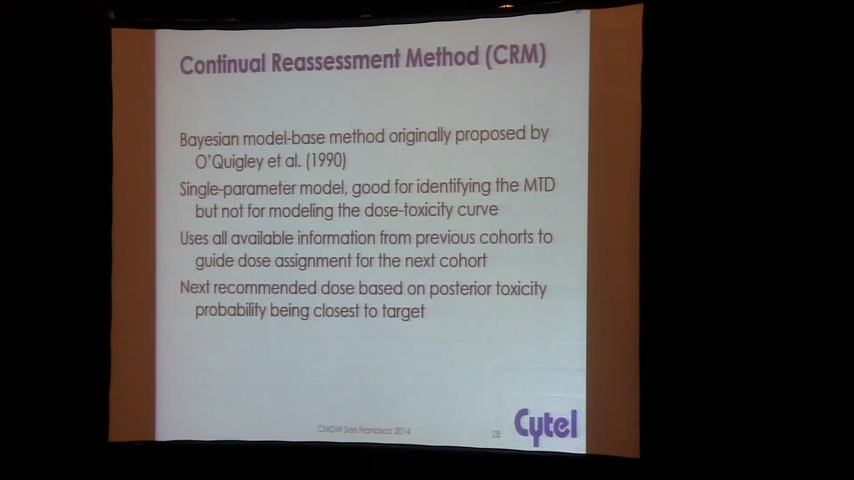 Continual Reassessment Method (CRM)
Bayesian model-base method originally proposed by
O'Quigley et al. (1990)
Single-parameter model, good for identifying the MTD
but not for modeling the dose-toxicity curve
Uses all available information from previous cohorts to
guide dose assignment for the next cohort
Next recommended dose based on posterior toxicity
probability being closest to target
CMOW San Francisco 2014
28
Cytel